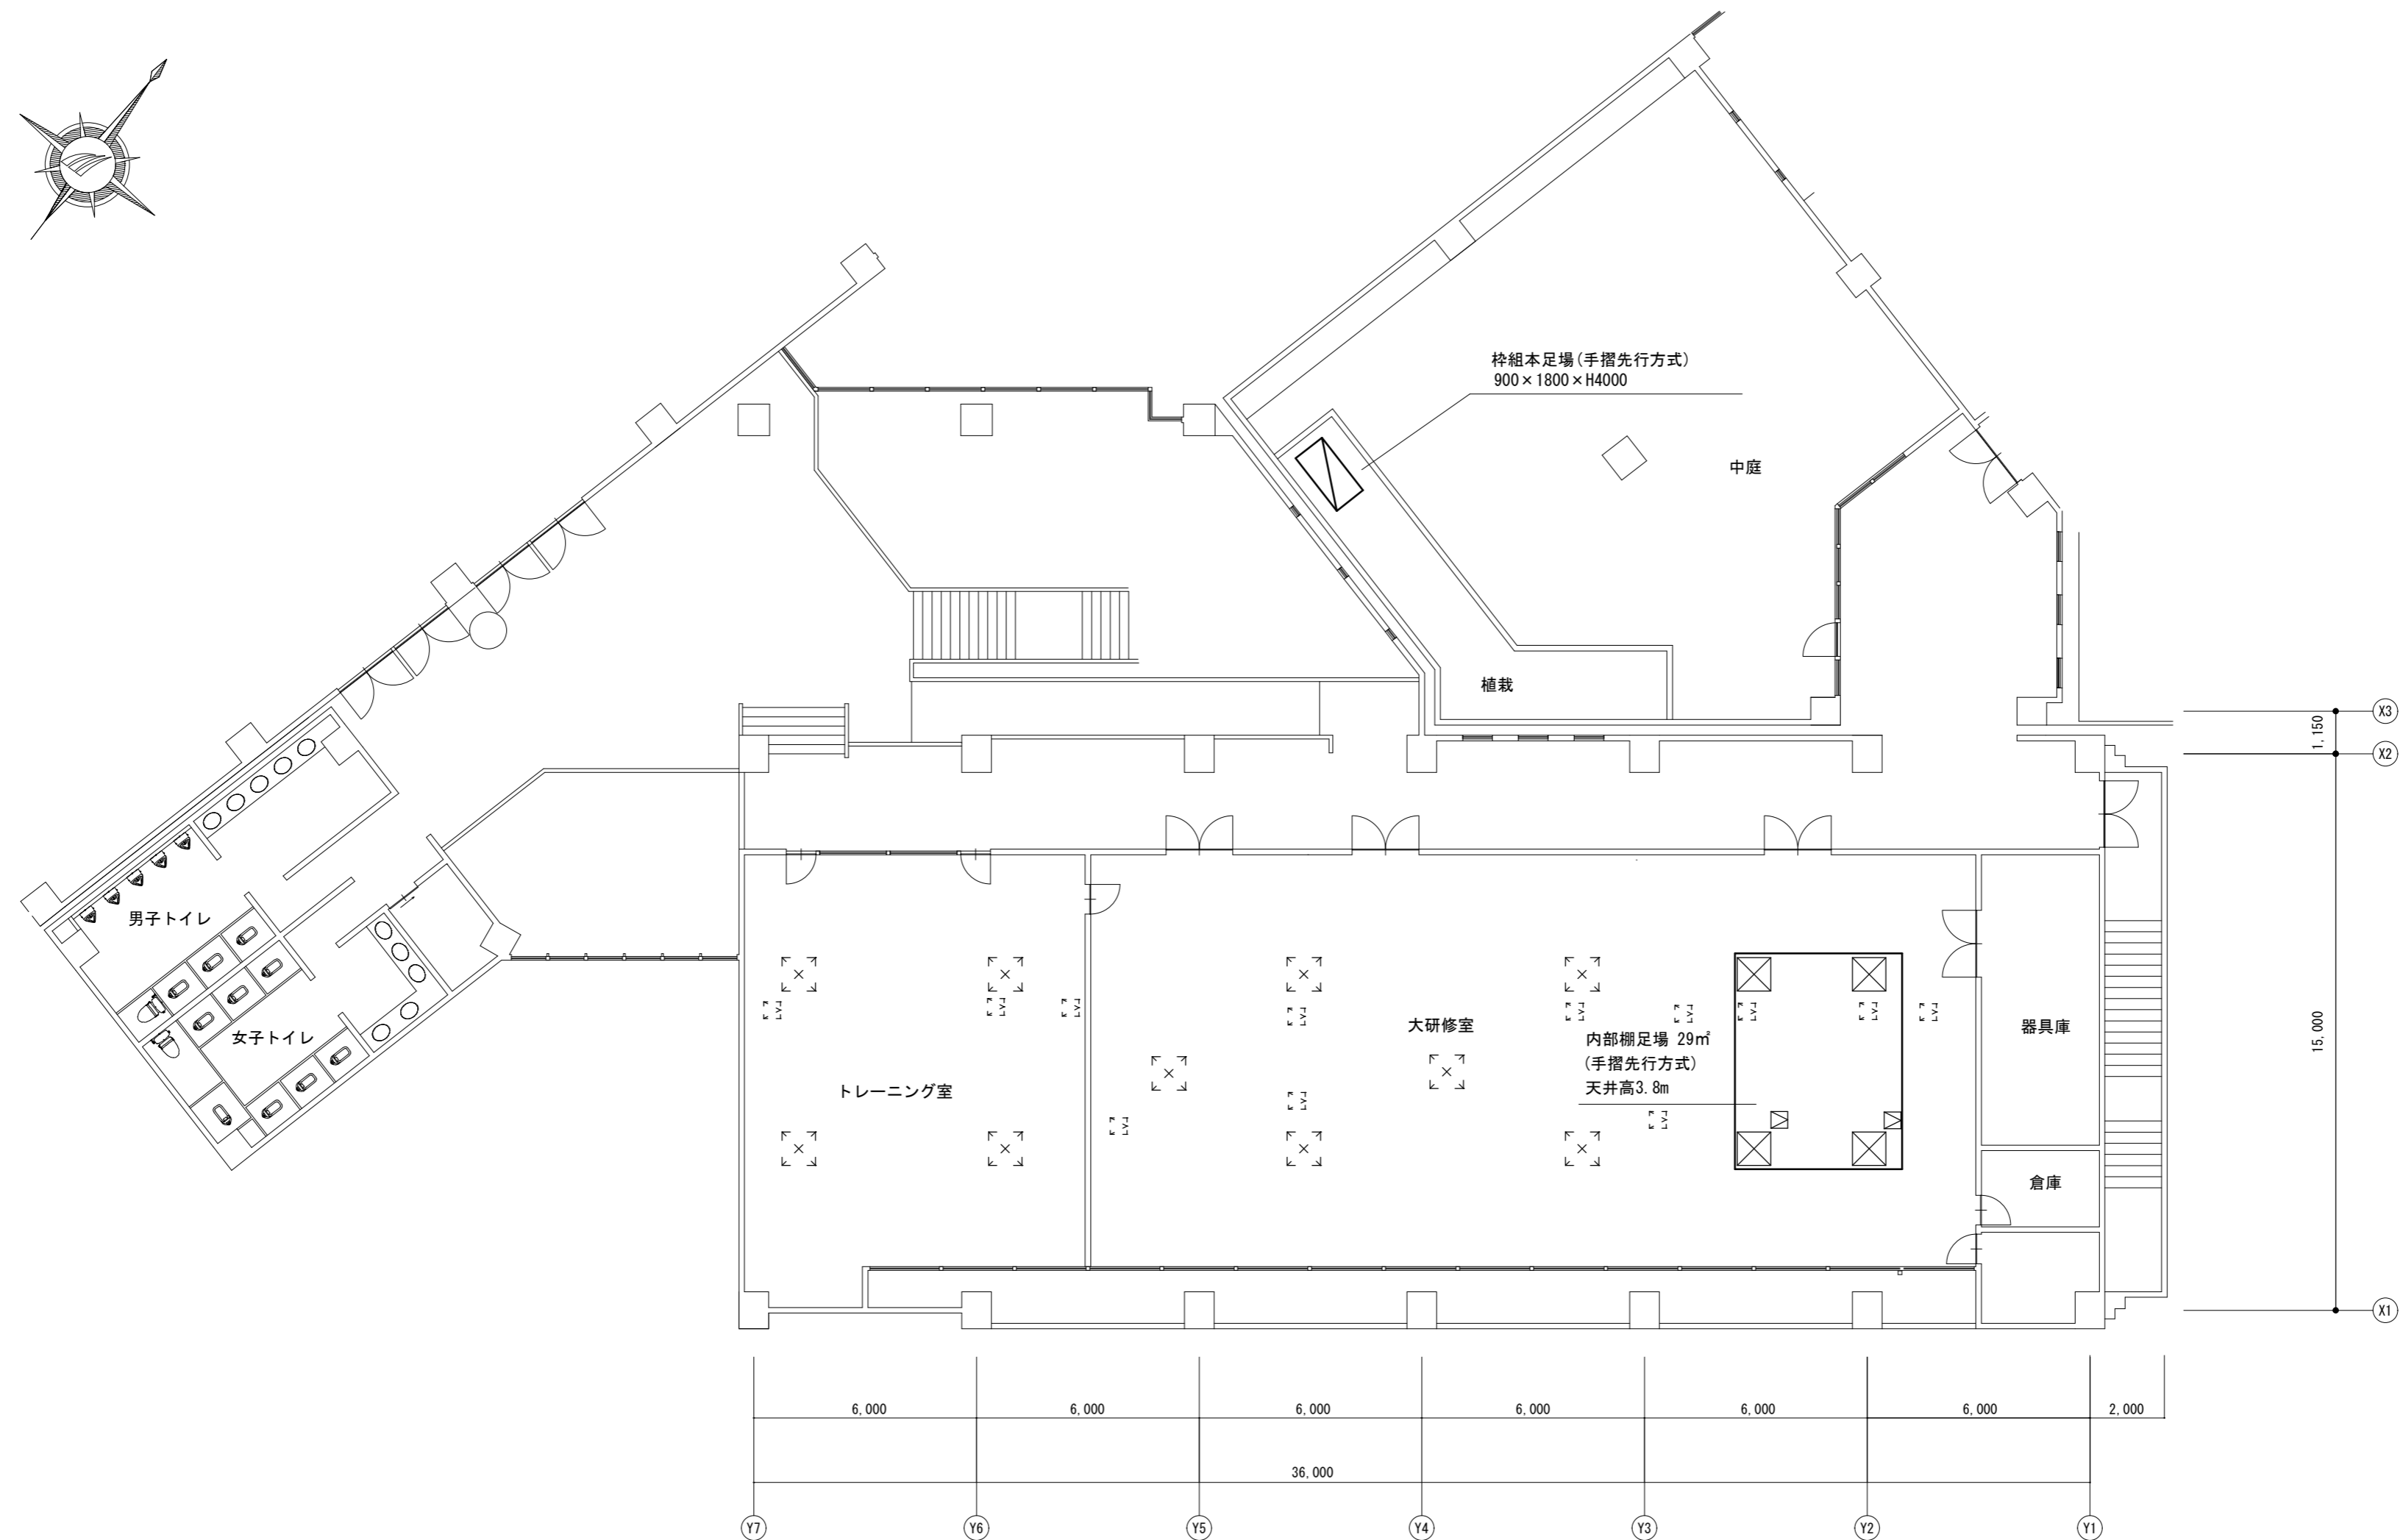 枠組本足場(手摺先行方式)
900×1800×H4000
中庭
植栽
X3
1,150
X2
男子トイレ
女子トイレ
トレーニング室
大研修室
内部棚足場 29㎡
(手摺先行方式)
天井高3.8m
器具庫
倉庫
15,000
X1
6,000
6,000
6,000
6,000
6,000
6,000
2,000
36,000
Y7
Y6
Y5
Y4
Y3
Y2
Y1